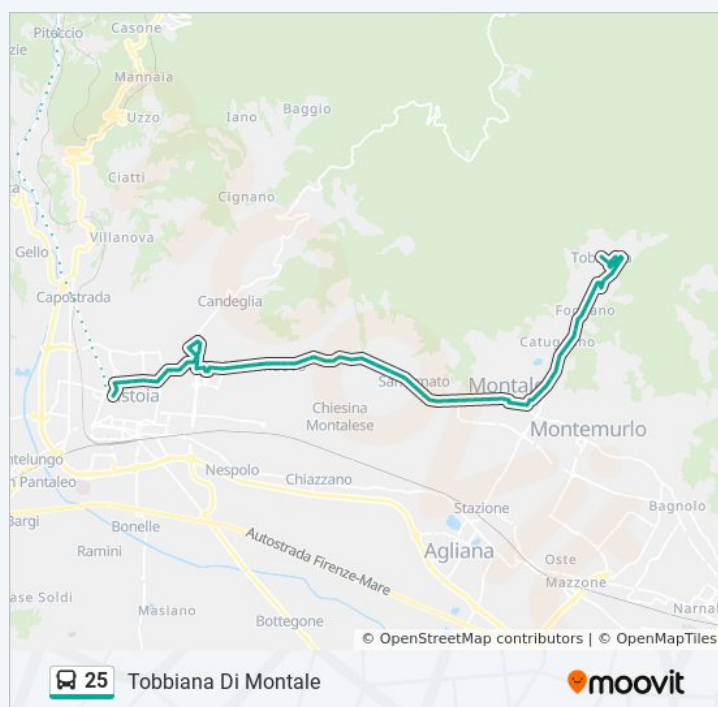 Piteccio
Casone
Mannaia
Baggio
Iano
Uzzo
Ciatti
Cignano
Villanova
Gello
Tobbiana
Capostrada
Candeglia
Fognano
Catugnano
Pistoia
San
Montale
Chiesina
Montalese
Montemurlo
Nespolo
Chiazzano
Pantaleo
Bagnolo
Stazione
Bargi
Bonelle
Autostrada Firenze-Mare
Agliana
Ramini
Oste
Mazzone
Case Soldi
Masiano
Bottegone
Narnali
© OpenStreetMap contributors | © OpenMapTiles
25 Tobbiana Di Montale
moovit